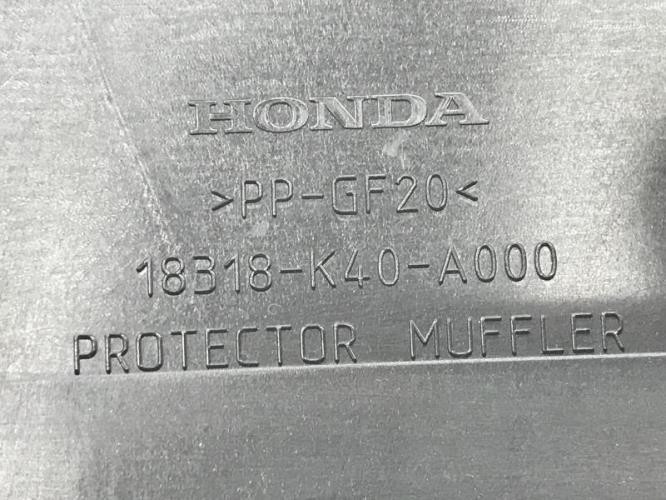 HONDA
>PP-GF20<
18318-K40-A000
PROTECTOR MUFFLER